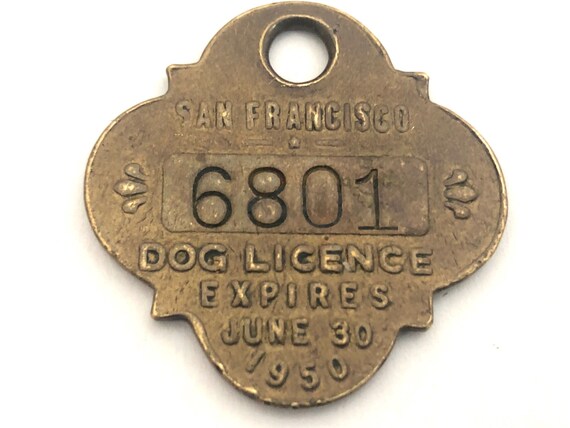 SAN FRANCISCO
6801
DOG LICENCE
EXPIRES
JUNE 30
1950